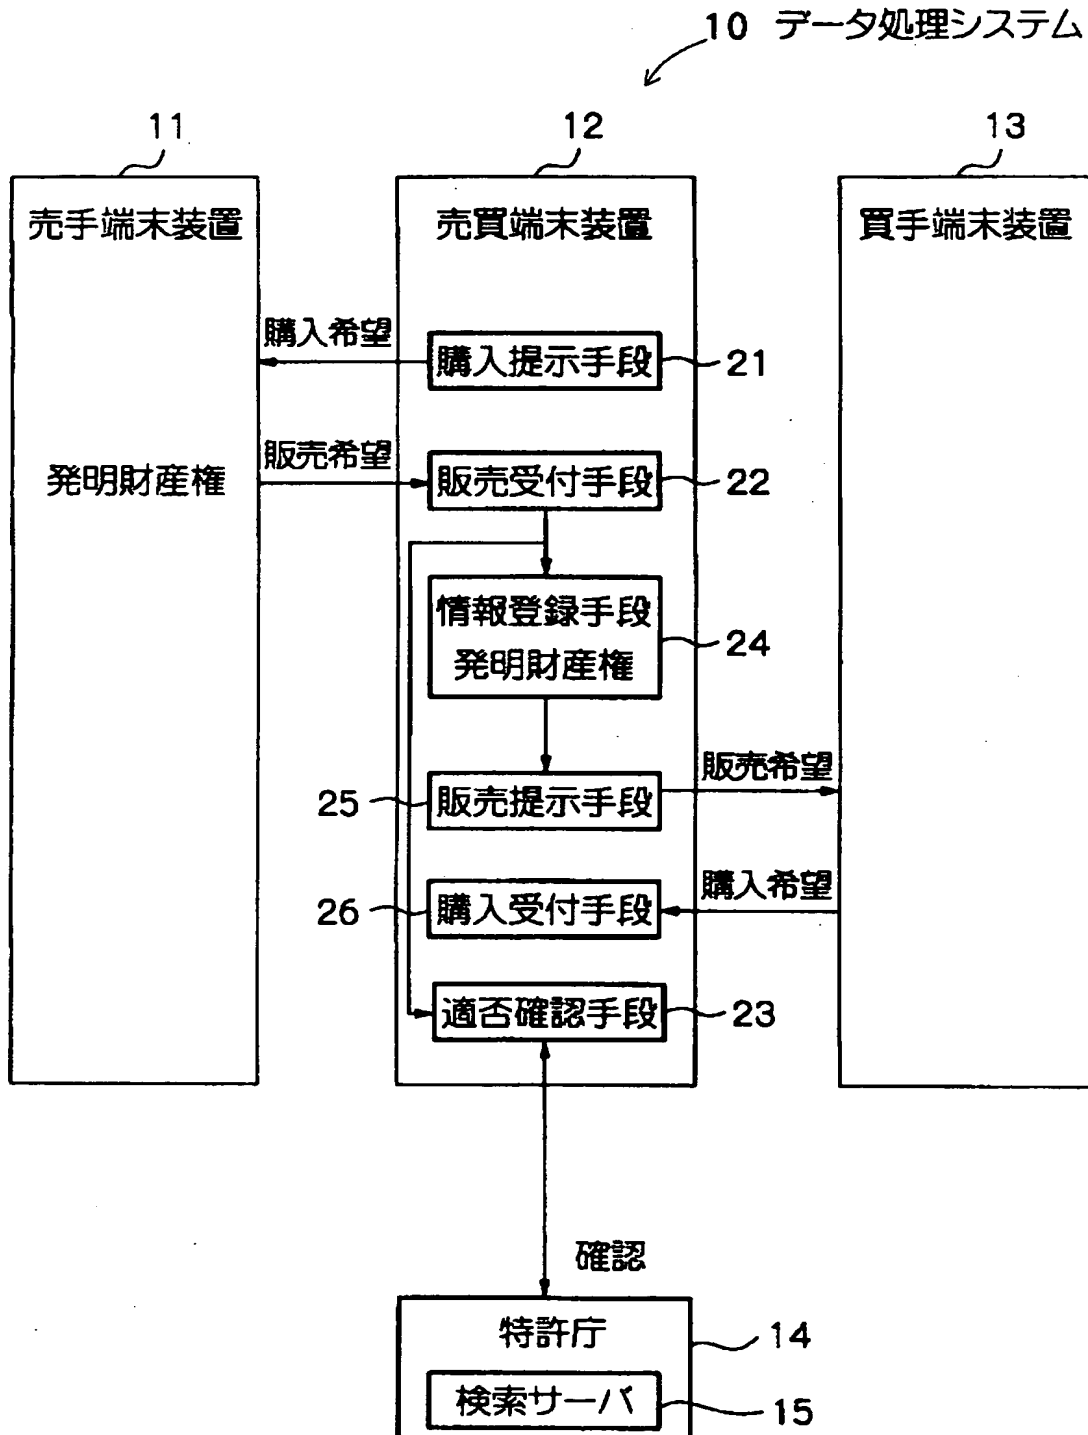 10 データ処理システム
11
12
13
売手端末装置
売買端末装置
買手端末装置
購入希望
購入提示手段
21
発明財産権
販売希望
販売受付手段
22
情報登録手段
発明財産権
24
25
販売提示手段
販売希望
26
購入受付手段
購入希望
適否確認手段
23
確認
特許庁
14
検索サーバ
15